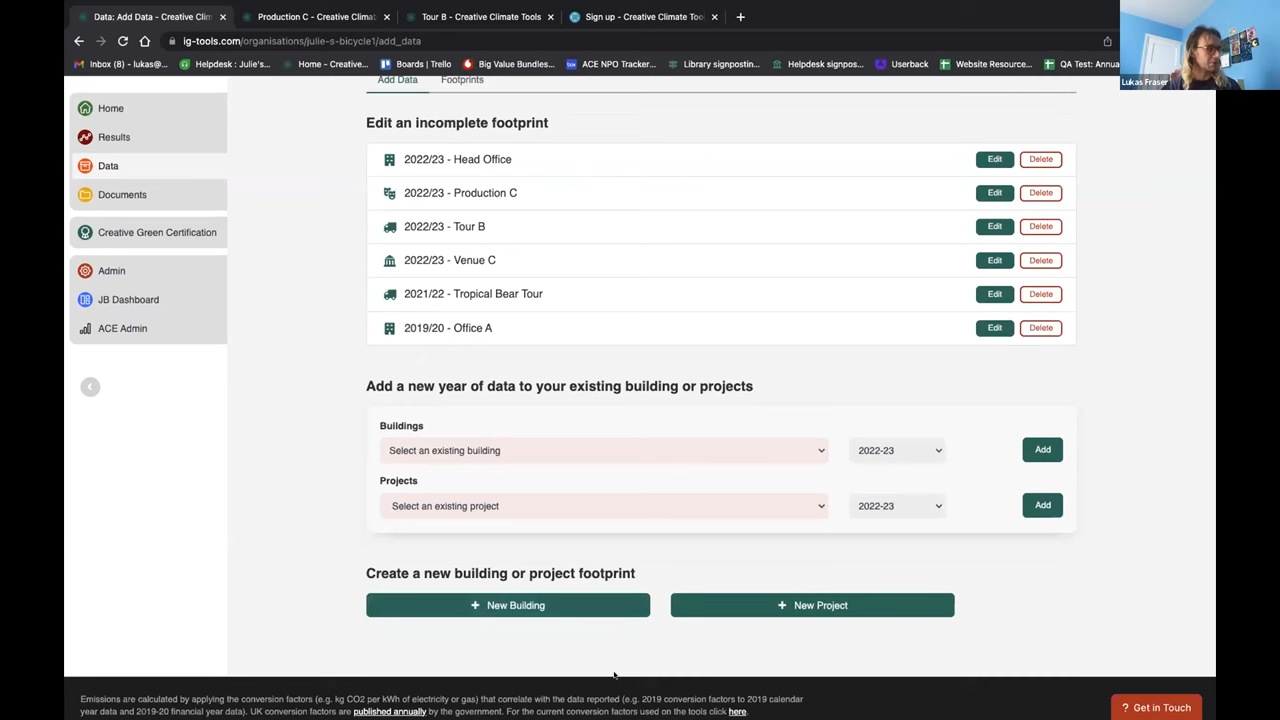 Data: Add Data - Creative Clim
Production C - Creative Climat
Tour B - Creative Climate Tools
Sign up - Creative Climate Too
ig-tools.com/organisations/julie-s-bicycle1/add_data
Inbox (8) - lukas@...
Helpdesk : Julie's...
Home - Creative...
Boards | Trello
Big Value Bundles...
ACE NPO Tracker...
Library signpostin...
Helpdesk signpos...
Userback
Website Resource...
QA Test: Annua
Lukas Fraser
Add Data
Footprints
Home
Results
Data
Documents
Creative Green Certification
Admin
JB Dashboard
ACE Admin
Edit an incomplete footprint
2022/23 - Head Office
Edit
Delete
2022/23 - Production C
Edit
Delete
2022/23 - Tour B
Edit
Delete
2022/23 - Venue C
Edit
Delete
2021/22 - Tropical Bear Tour
Edit
Delete
2019/20 - Office A
Edit
Delete
Add a new year of data to your existing building or projects
Buildings
Select an existing building
2022-23
Add
Projects
Select an existing project
2022-23
Add
Create a new building or project footprint
+ New Building
+ New Project
Emissions are calculated by applying the conversion factors (e.g. kg CO2 per kWh of electricity or gas) that correlate with the data reported (e.g. 2019 conversion factors to 2019 calendar
year data and 2019-20 financial year data). UK conversion factors are published annually by the government. For the current conversion factors used on the tools click here.
? Get in Touch